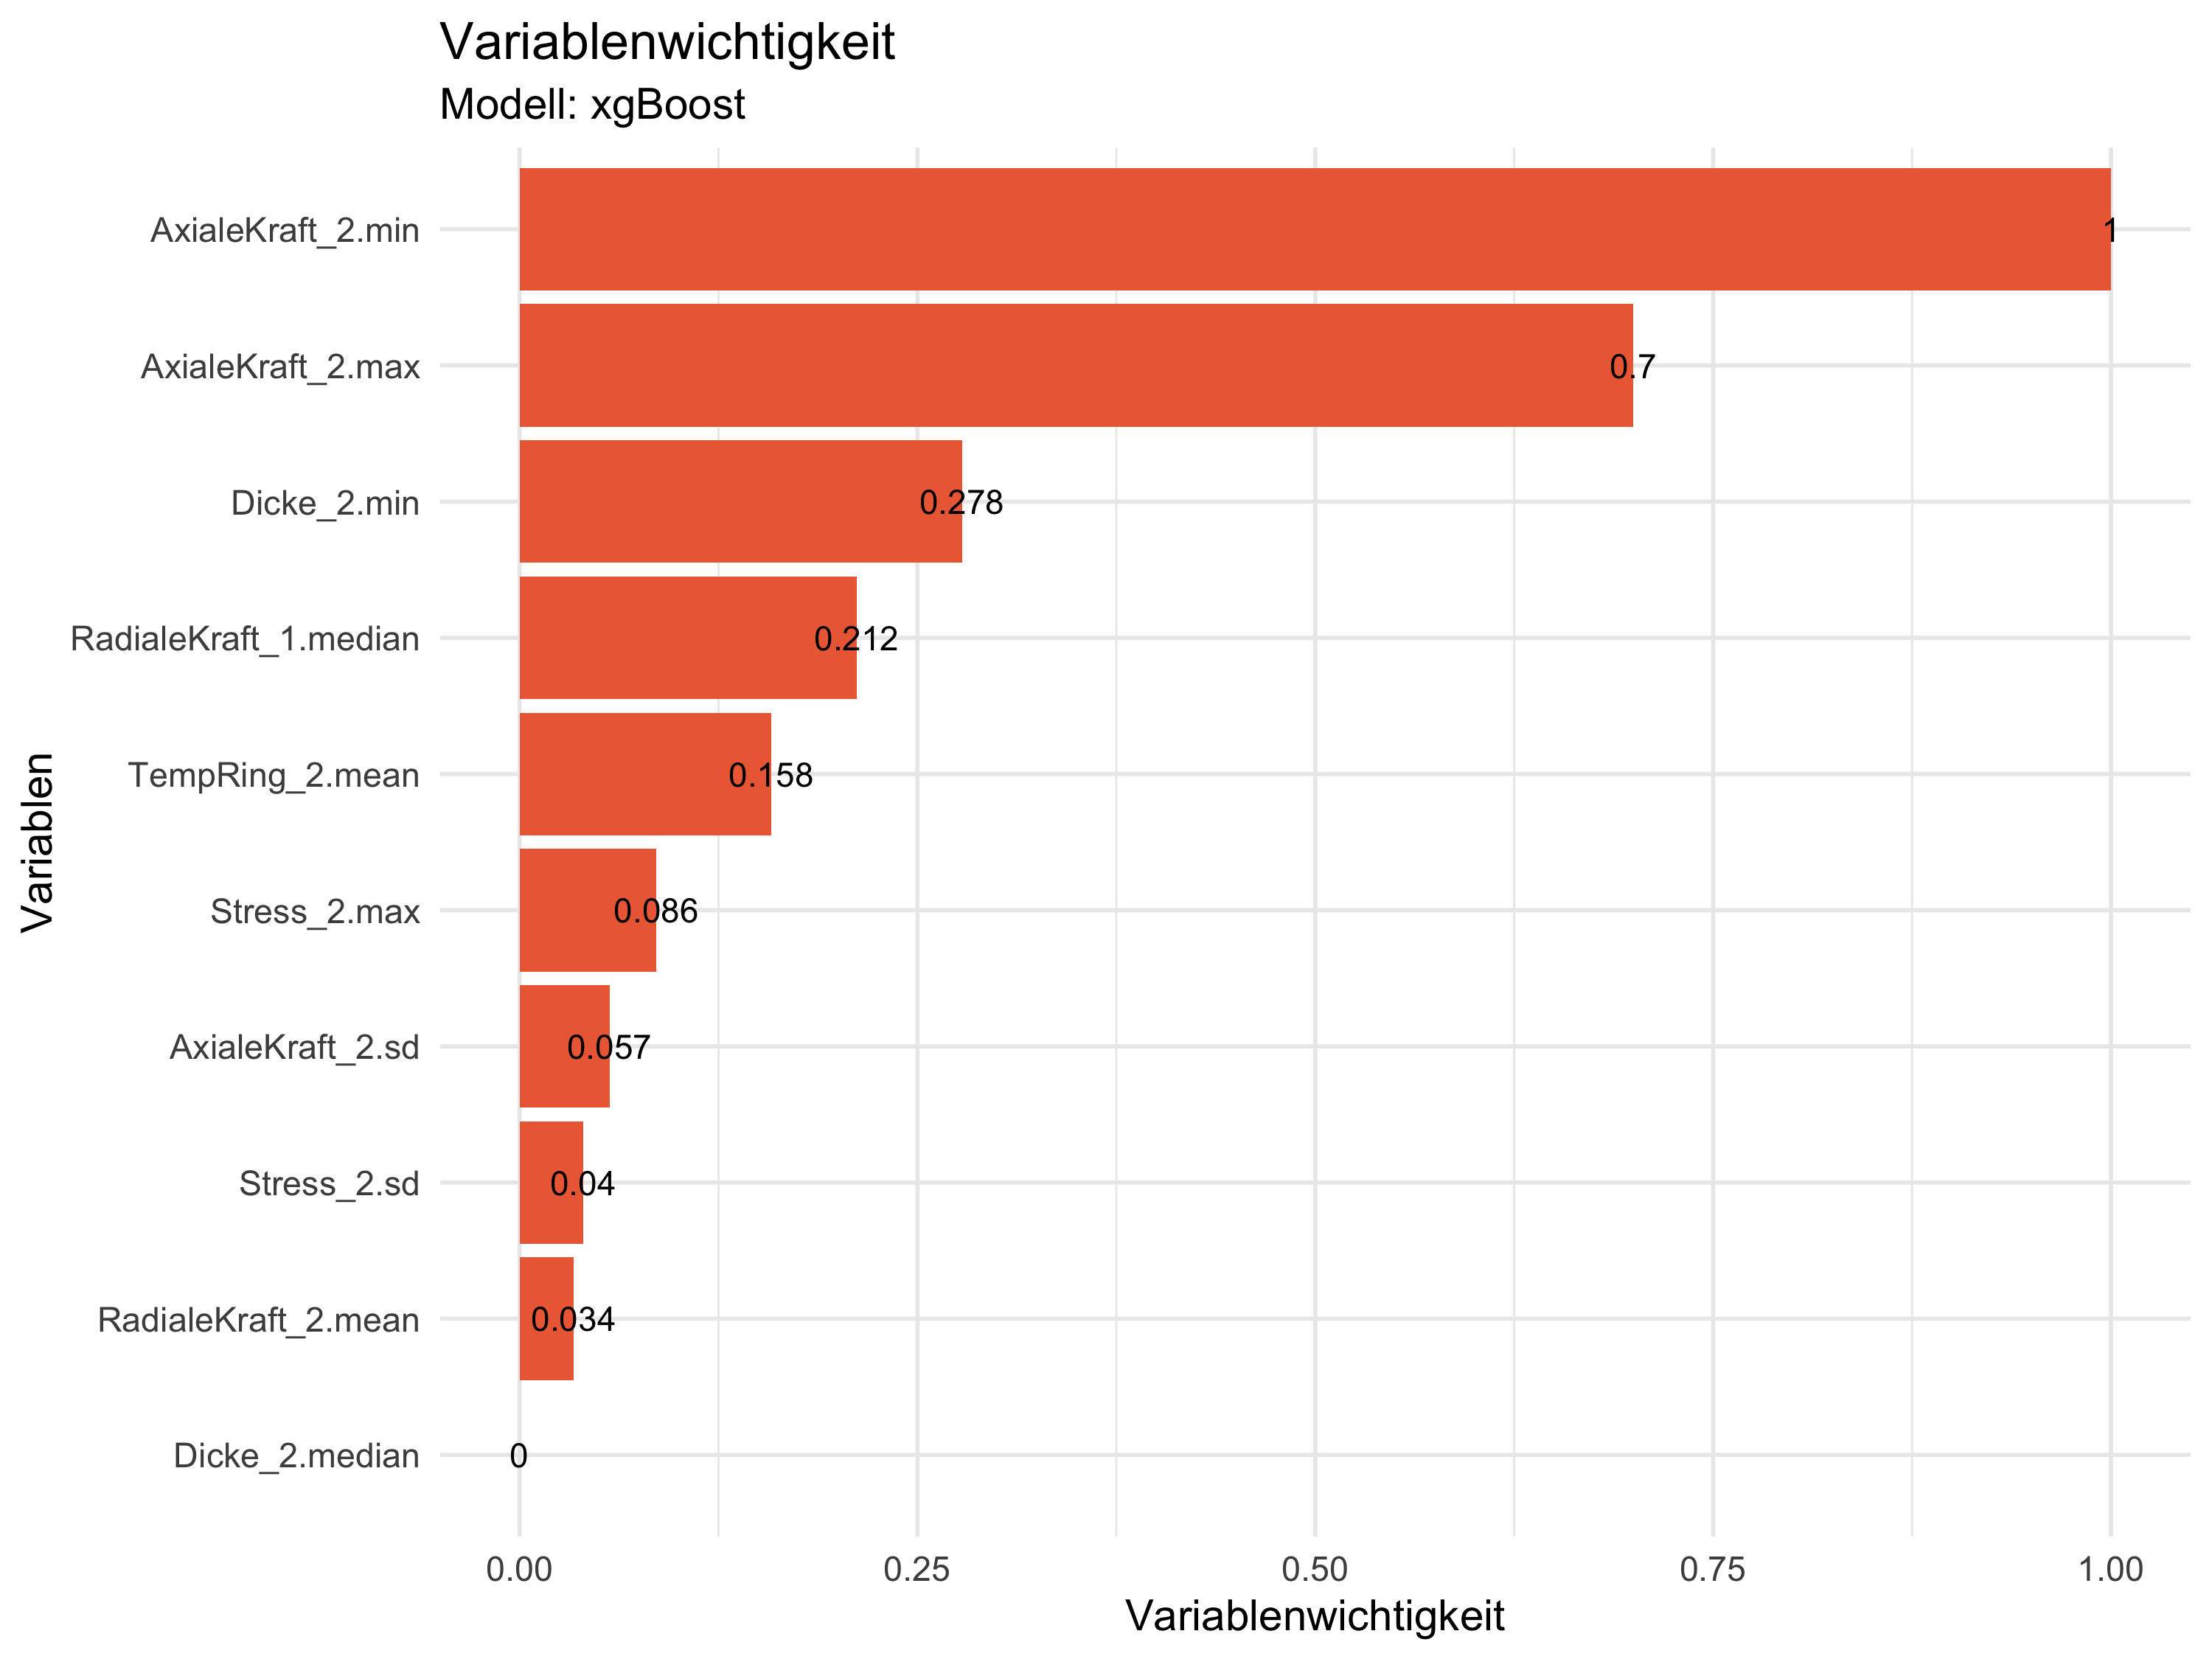 Variablenwichtigkeit
Modell: xgBoost
Variablen
AxialeKraft_2.min 1
AxialeKraft_2.max 0.7
Dicke_2.min 0.278
RadialeKraft_1.median 0.212
TempRing_2.mean 0.158
Stress_2.max 0.086
AxialeKraft_2.sd 0.057
Stress_2.sd 0.04
RadialeKraft_2.mean 0.034
Dicke_2.median 0
0.00 0.25 0.50 0.75 1.00
Variablenwichtigkeit